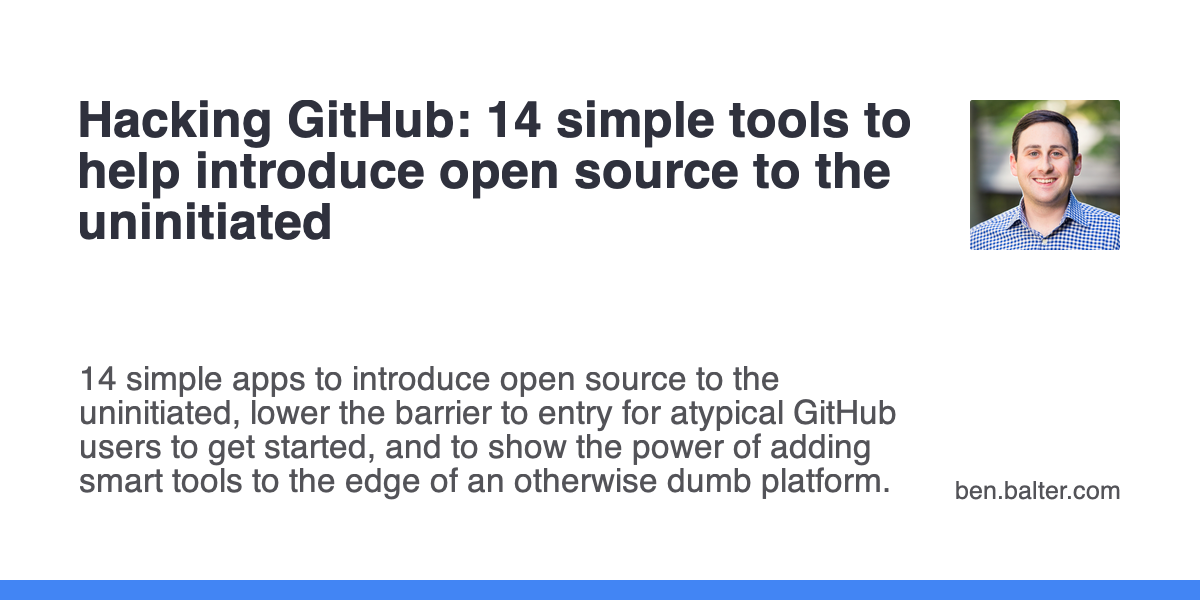 Hacking GitHub: 14 simple tools to
help introduce open source to the
uninitiated
14 simple apps to introduce open source to the
uninitiated, lower the barrier to entry for atypical GitHub
users to get started, and to show the power of adding
smart tools to the edge of an otherwise dumb platform.
ben.balter.com